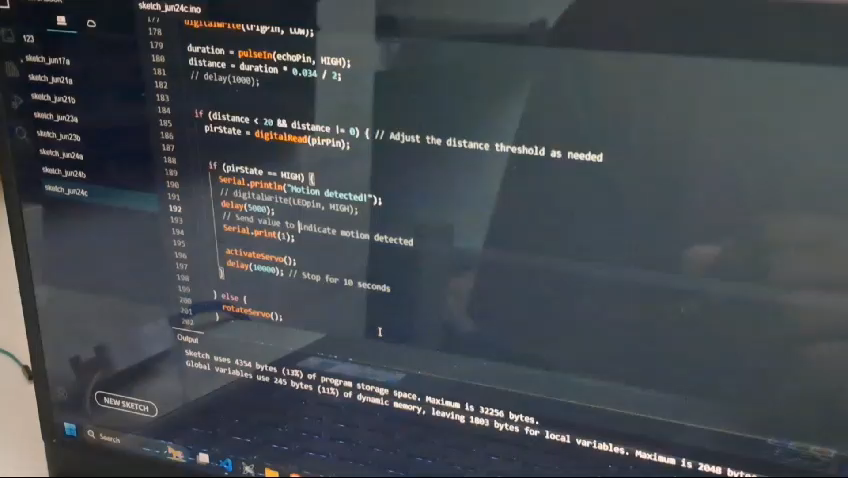 sketch_jun24c.ino
123
sketch_jun17a
sketch_jun21a
sketch_jun21b
sketch_jun23a
sketch_jun23b
sketch_jun24a
sketch_jun24b
sketch_jun24c
177 digitalWrite(trigPin, LOW);
178
179 duration = pulseIn(echoPin, HIGH);
180 distance = duration * 0.034 / 2;
181 // delay(1000);
182
183
184
185 if (distance < 20 && distance != 0) { // Adjust the distance threshold as needed
186 pirState = digitalRead(pirPin);
187
188
189 if (pirState == HIGH) {
190 Serial.println("Motion detected!");
191 // digitalWrite(LEDpin, HIGH);
192 delay(5000);
193 // Send value to indicate motion detected
194 Serial.print(1);
195
196 activateServo();
197 delay(10000); // Stop for 10 seconds
198 }
199
200 } else {
201 rotateServo();
202 }
Output
Sketch uses 4354 bytes (13%) of program storage space. Maximum is 32256 bytes.
Global variables use 245 bytes (11%) of dynamic memory, leaving 1803 bytes for local variables. Maximum is 2048 bytes.
NEW SKETCH
Search